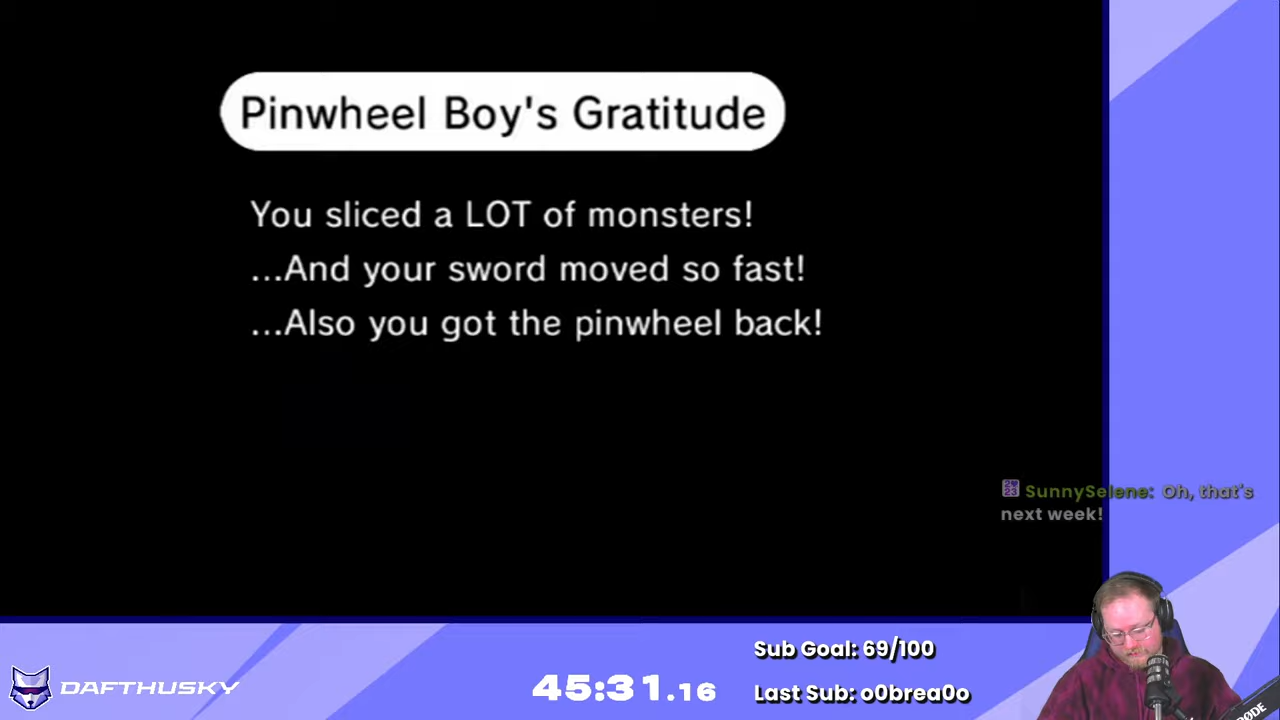 Pinwheel Boy's Gratitude
You sliced a LOT of monsters!
...And your sword moved so fast!
...Also you got the pinwheel back!
SunnySelene: Oh, that's
next week!
DAFTHUSKY
45:31.16
Sub Goal: 69/100
Last Sub: o0brea0o